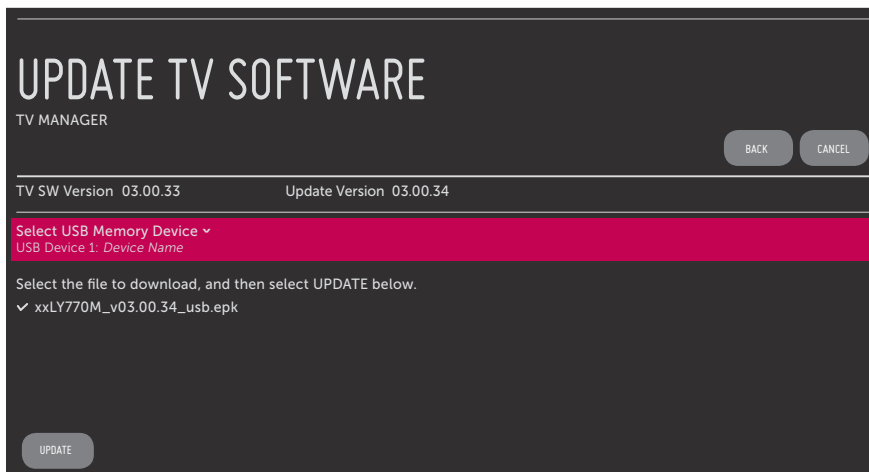 UPDATE TV SOFTWARE
TV MANAGER
BACK CANCEL
TV SW Version 03.00.33 Update Version 03.00.34
Select USB Memory Device
USB Device 1: Device Name
Select the file to download, and then select UPDATE below.
xxLY770M_v03.00.34_usb.epk
UPDATE